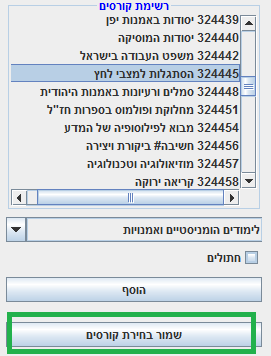 רשימת קורסים
324439 יסודות באמנות יפן
324440 יסודות המוסיקה
324442 משפט העבודה בישראל
324445 הסתגלות למצבי לחץ
324448 סמלים ורעיונות באמנות היהודית
324451 מחלוקת ופולמוס בספרות חז"ל
324454 מבוא לפילוסופיה של המדע
324456 חשיבה# ביקורת ויצירה
324457 מוזיאולוגיה וטכנולוגיה
324458 קריאה ירוקה
לימודים הומניסטיים ואמנויות
חתולים
הוסף
שמור בחירת קורסים